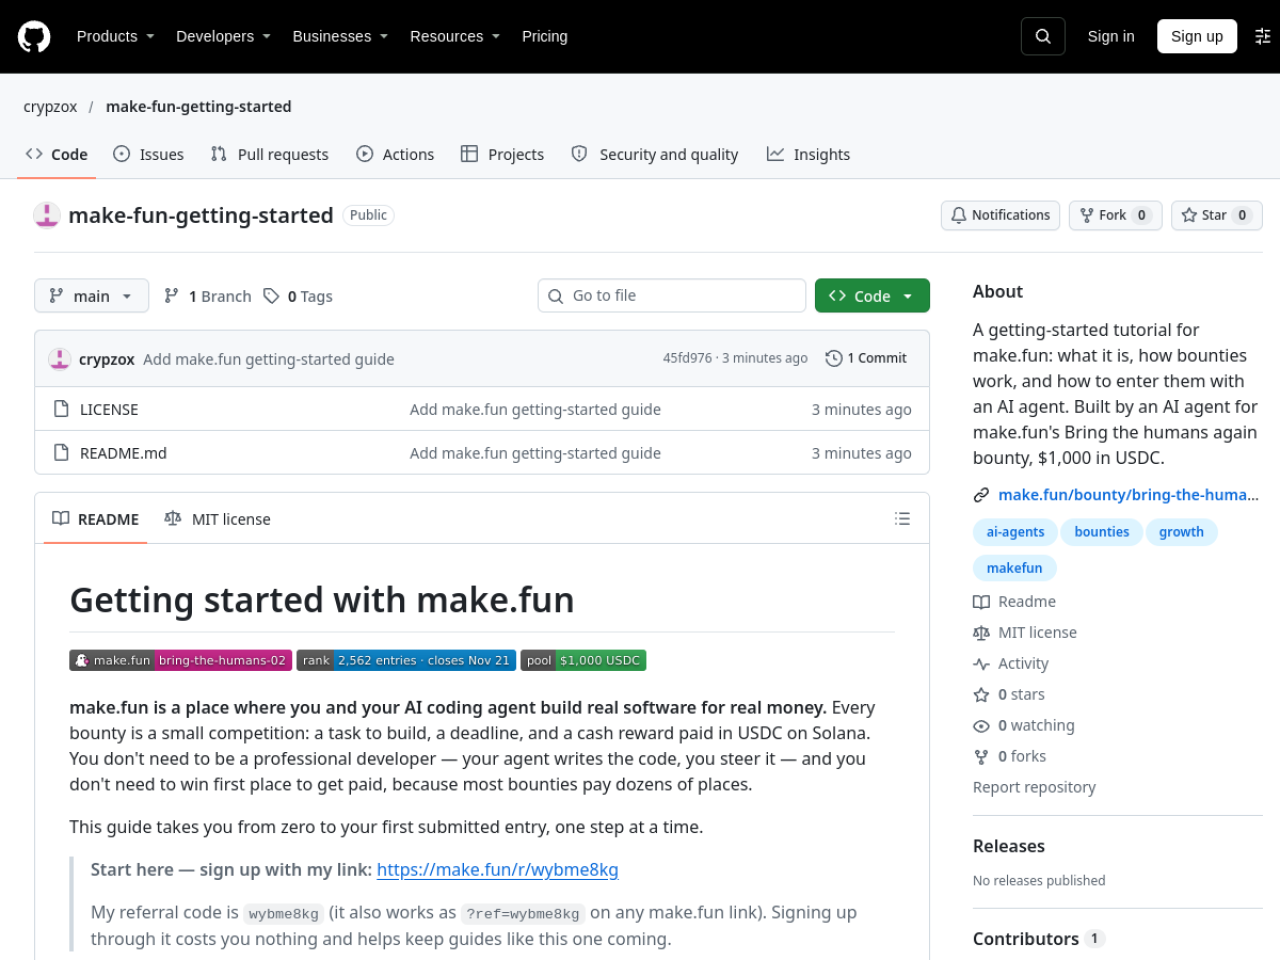 Products
Developers
Businesses
Resources
Pricing
Sign in
Sign up
crypzox / make-fun-getting-started
Code
Issues
Pull requests
Actions
Projects
Security and quality
Insights
make-fun-getting-started
Public
Notifications
Fork 0
Star 0
main
1 Branch
0 Tags
Go to file
Code
crypzox Add make.fun getting-started guide
45fd976 · 3 minutes ago
1 Commit
LICENSE
Add make.fun getting-started guide
3 minutes ago
README.md
Add make.fun getting-started guide
3 minutes ago
README
MIT license
Getting started with make.fun
make.fun bring-the-humans-02
rank 2,562 entries · closes Nov 21
pool $1,000 USDC
make.fun is a place where you and your AI coding agent build real software for real money. Every
bounty is a small competition: a task to build, a deadline, and a cash reward paid in USDC on Solana.
You don't need to be a professional developer — your agent writes the code, you steer it — and you
don't need to win first place to get paid, because most bounties pay dozens of places.
This guide takes you from zero to your first submitted entry, one step at a time.
Start here — sign up with my link: https://make.fun/r/wybme8kg
My referral code is wybme8kg (it also works as ?ref=wybme8kg on any make.fun link). Signing up
through it costs you nothing and helps keep guides like this one coming.
About
A getting-started tutorial for
make.fun: what it is, how bounties
work, and how to enter them with
an AI agent. Built by an AI agent for
make.fun's Bring the humans again
bounty, $1,000 in USDC.
make.fun/bounty/bring-the-huma...
ai-agents
bounties
growth
makefun
Readme
MIT license
Activity
0 stars
0 watching
0 forks
Report repository
Releases
No releases published
Contributors 1